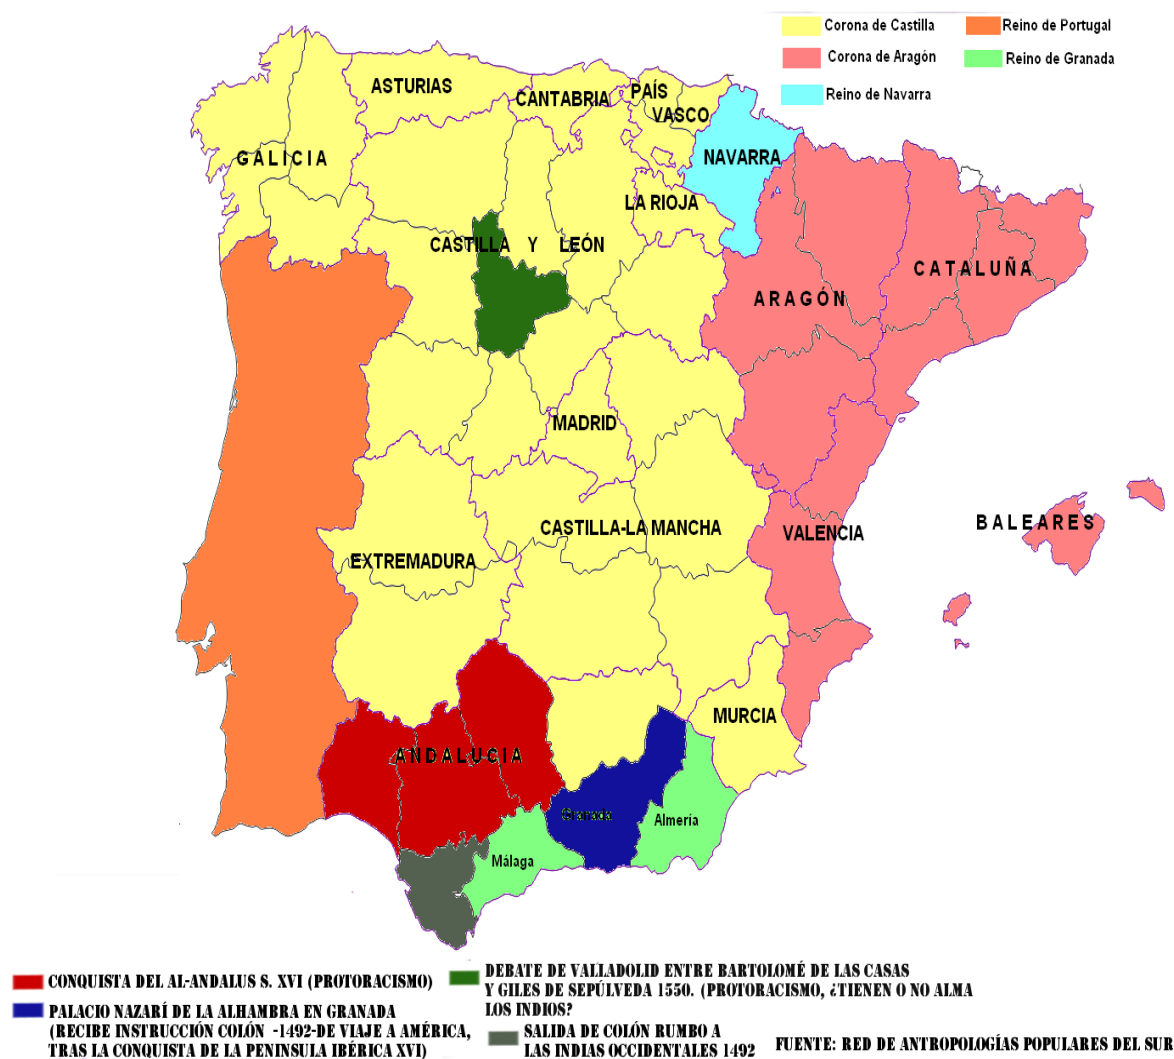 Corona de Castilla
Reino de Portugal
Corona de Aragón
Reino de Granada
Reino de Navarra
ASTURIAS
CANTABRIA
PAÍS
VASCO
GALICIA
NAVARRA
LA RIOJA
CASTILLA Y LEÓN
CATALUÑA
ARAGÓN
MADRID
BALEARES
CASTILLA-LA MANCHA
VALENCIA
EXTREMADURA
MURCIA
ANDALUCIA
Granada
Almería
Málaga
CONQUISTA DEL AL-ANDALUS S. XVI (PROTORACISMO)
PALACIO NAZARÍ DE LA ALHAMBRA EN GRANADA
(RECIBE INSTRUCCIÓN COLÓN -1492-DE VIAJE A AMÉRICA,
TRAS LA CONQUISTA DE LA PENINSULA IBÉRICA XVI)
DEBATE DE VALLADOLID ENTRE BARTOLOMÉ DE LAS CASAS
Y GILES DE SEPÚLVEDA 1550. (PROTORACISMO, ¿TIENEN O NO ALMA
LOS INDIOS?
SALIDA DE COLÓN RUMBO A
LAS INDIAS OCCIDENTALES 1492
FUENTE: RED DE ANTROPOLOGÍAS POPULARES DEL SUR